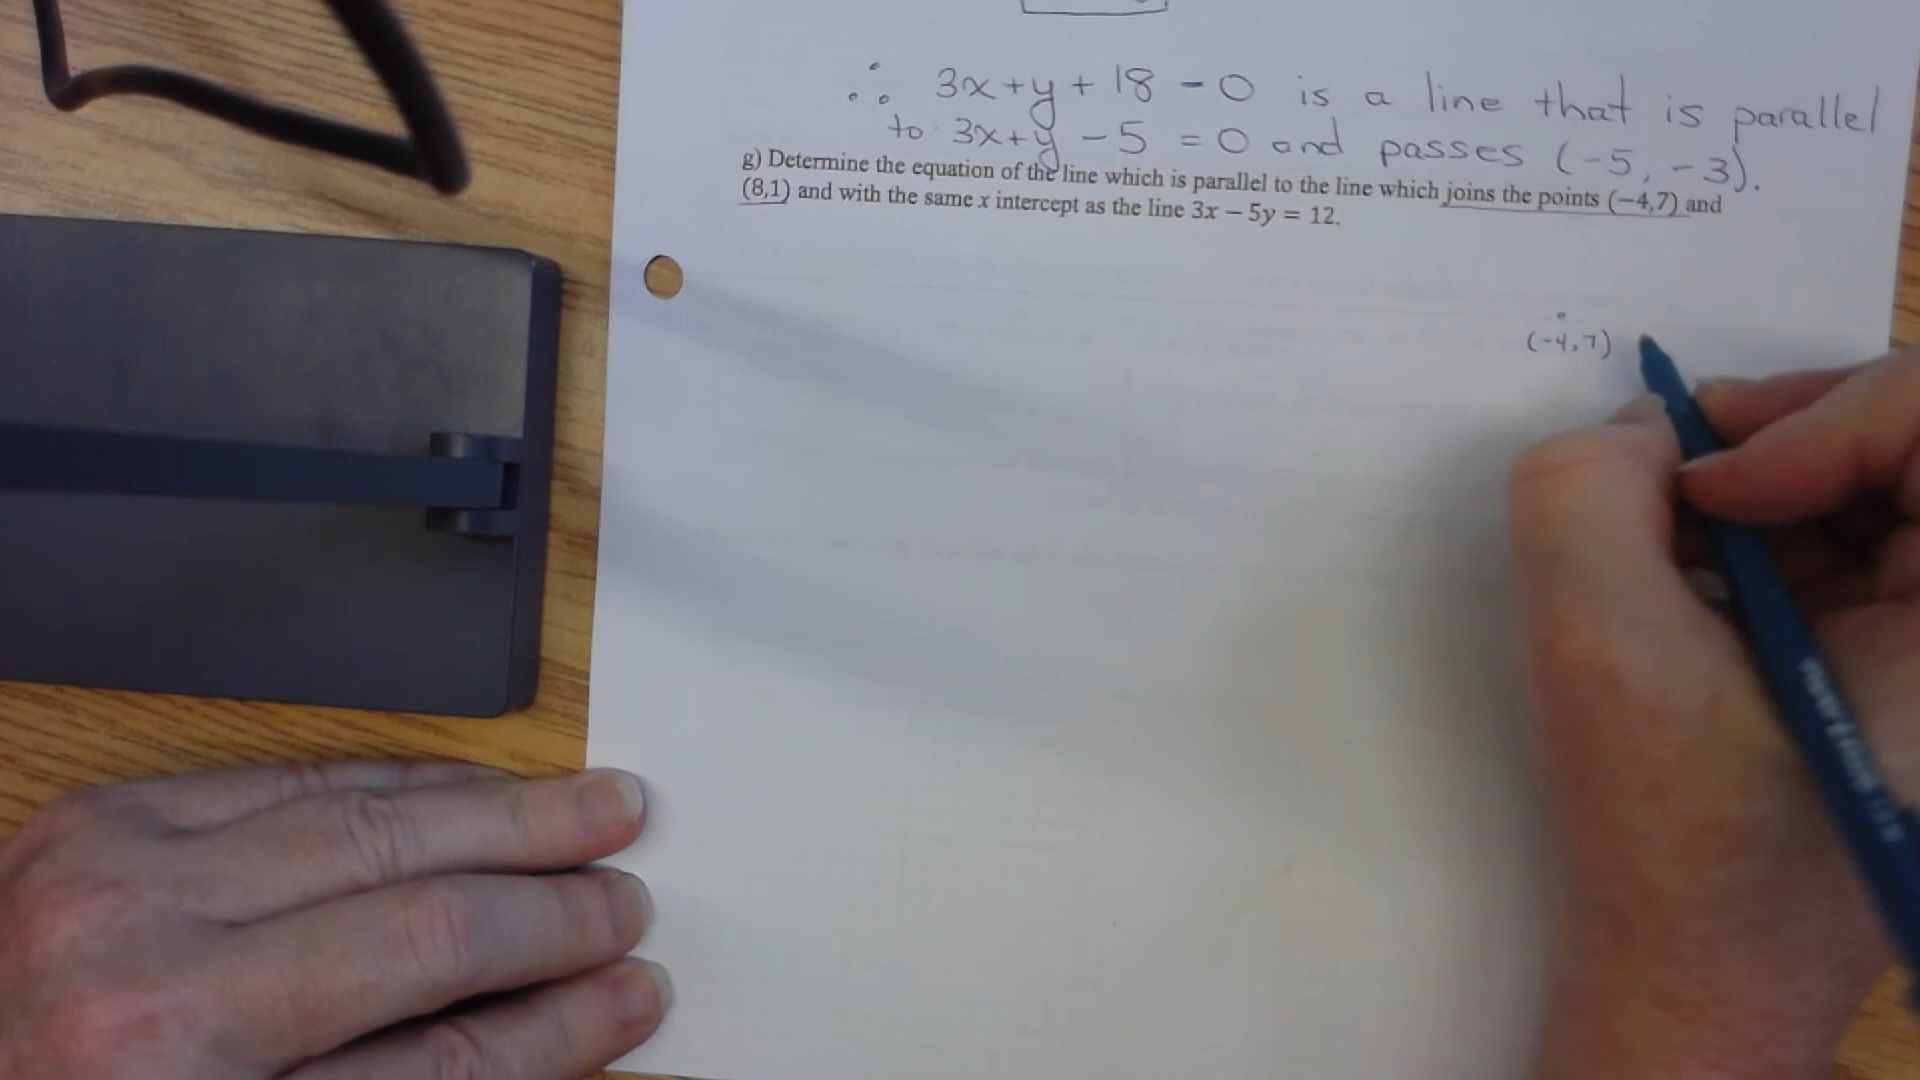 ∴ 3x+y+18-0 is a line that is parallel
to 3x+y-5=0 and passes (-5,-3).
g) Determine the equation of the line which is parallel to the line which joins the points (−4,7) and
(8,1) and with the same x intercept as the line 3x − 5y = 12.
(-4,7)